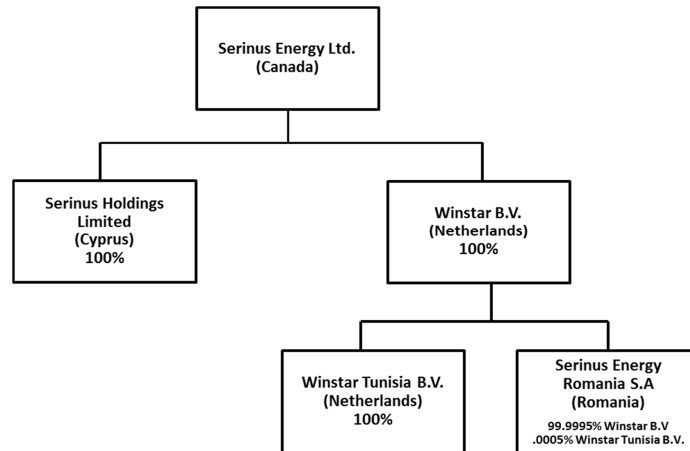 Serinus Energy Ltd.
(Canada)
Serinus Holdings
Limited
(Cyprus)
100%
Winstar B.V.
(Netherlands)
100%
Winstar Tunisia B.V.
(Netherlands)
100%
Serinus Energy
Romania S.A
(Romania)
99.9995% Winstar B.V
.0005% Winstar Tunisia B.V.